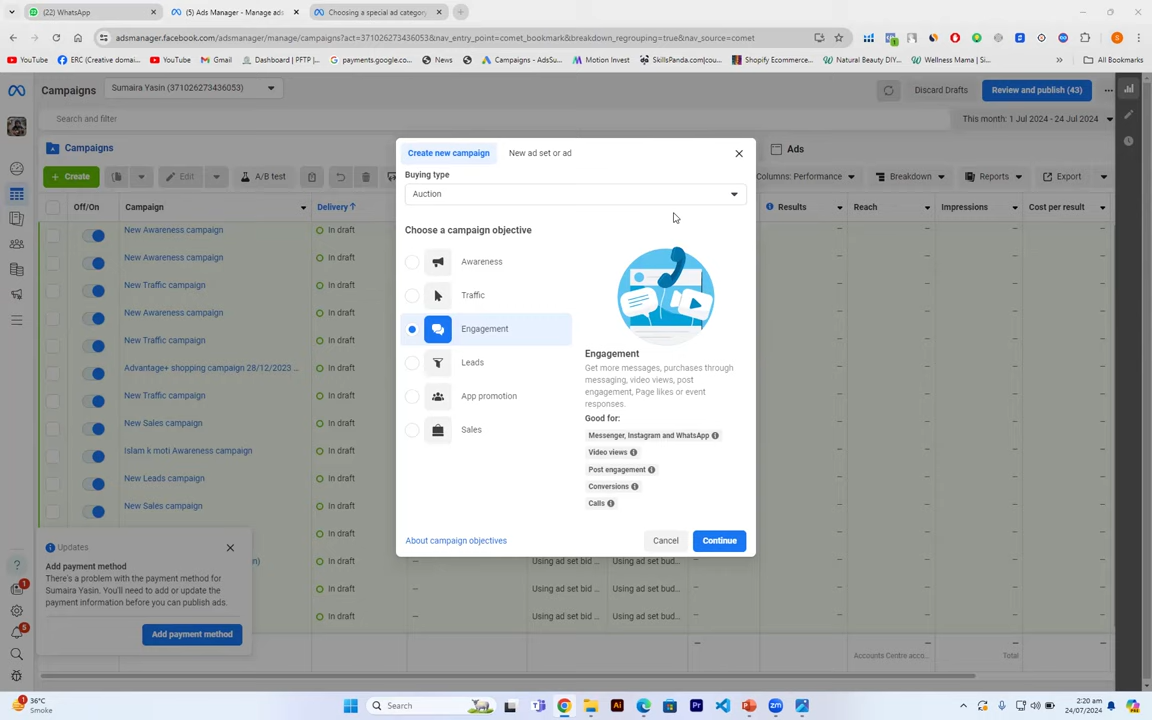 (22) WhatsApp
(5) Ads Manager - Manage ads
Choosing a special ad category
adsmanager.facebook.com/adsmanager/manage/campaigns?act=371026273436053&nav_entry_point=comet_bookmark&breakdown_regrouping=true&nav_source=comet
YouTube
ERC (Creative domai...
YouTube
Gmail
Dashboard | PFTP |...
payments.google.co...
News
Campaigns - AdsSu...
Motion Invest
SkillsPanda.com|cou...
Shopify Ecommerce...
Natural Beauty DIY...
Wellness Mama | Si...
All Bookmarks
Campaigns
Sumaira Yasin (371026273436053)
Discard Drafts
Review and publish (43)
Search and filter
This month: 1 Jul 2024 - 24 Jul 2024
Campaigns
Ads
+ Create
Edit
A/B test
Columns: Performance
Breakdown
Reports
Export
Off/On
Campaign
Delivery
Results
Reach
Impressions
Cost per result
New Awareness campaign
In draft
New Awareness campaign
In draft
New Traffic campaign
In draft
New Awareness campaign
In draft
New Traffic campaign
In draft
Advantage+ shopping campaign 28/12/2023 ...
In draft
New Traffic campaign
In draft
New Sales campaign
In draft
Islam k moti Awareness campaign
In draft
New Leads campaign
In draft
New Sales campaign
In draft
In draft
In draft
Using ad set bid ...
Using ad set bud...
In draft
Using ad set bid ...
Using ad set bud...
In draft
Using ad set bid ...
Using ad set bud...
Accounts Centre acco...
Total
Create new campaign
New ad set or ad
Buying type
Auction
Choose a campaign objective
Awareness
Traffic
Engagement
Leads
App promotion
Sales
Engagement
Get more messages, purchases through
messaging, video views, post
engagement, Page likes or event
responses.
Good for:
Messenger, Instagram and WhatsApp
Video views
Post engagement
Conversions
Calls
About campaign objectives
Cancel
Continue
Updates
Add payment method
There's a problem with the payment method for
Sumaira Yasin. You'll need to add or update the
payment information before you can publish ads.
Add payment method
36°C
Smoke
Search
2:20 am
24/07/2024